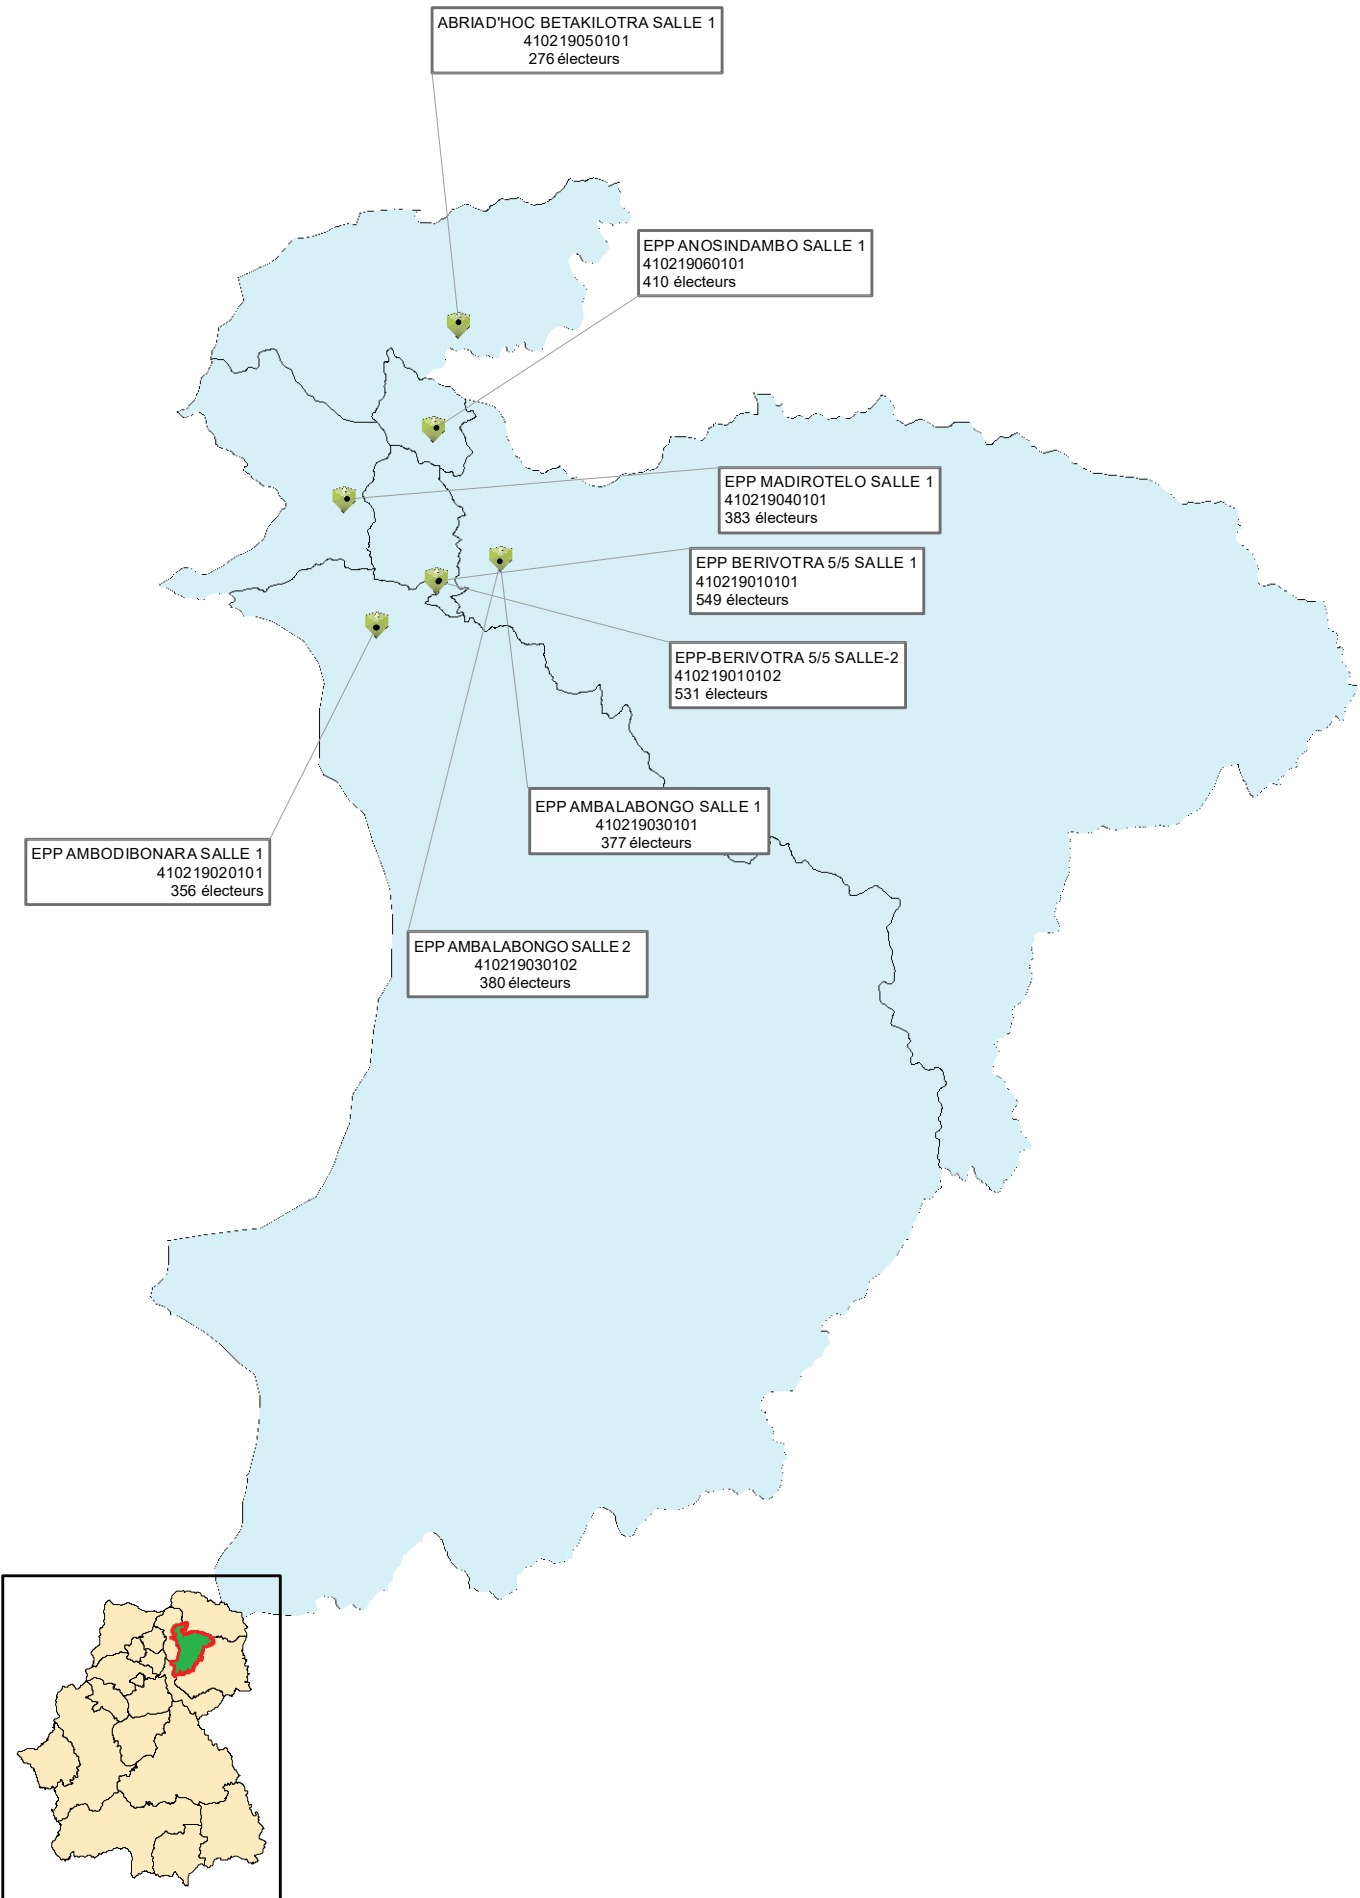 ABRIAD'HOC BETAKILOTRA SALLE 1
410219050101
276 électeurs
EPP ANOSINDAMBO SALLE 1
410219060101
410 électeurs
EPP MADIROTELO SALLE 1
410219040101
383 électeurs
EPP BERIVOTRA 5/5 SALLE 1
410219010101
549 électeurs
EPP-BERIVOTRA 5/5 SALLE-2
410219010102
531 électeurs
EPP AMBALABONGO SALLE 1
410219030101
377 électeurs
EPP AMBODIBONARA SALLE 1
410219020101
356 électeurs
EPP AMBALABONGO SALLE 2
410219030102
380 électeurs